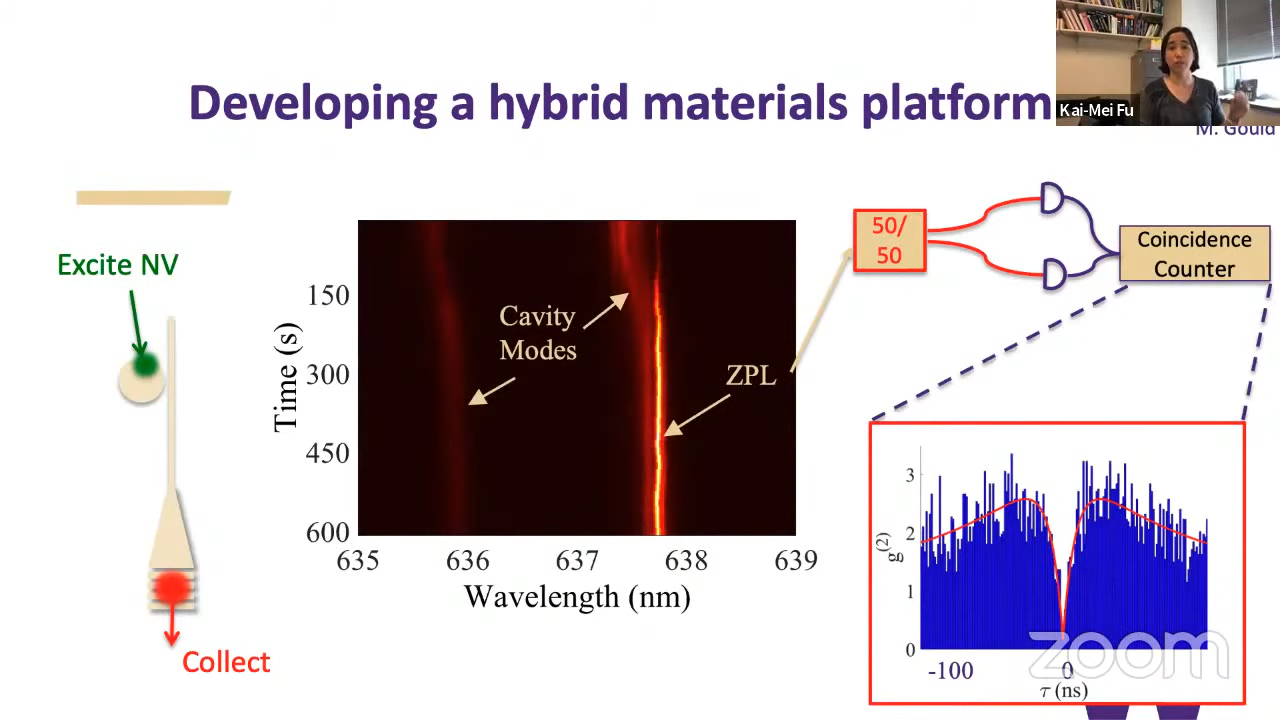 Developing a hybrid materials platform
Kai-Mei Fu
M. Gould
Excite NV
Collect
Time (s)
150
300
450
600
Cavity
Modes
ZPL
635 636 637 638 639
Wavelength (nm)
50/
50
Coincidence
Counter
g(2)
3
2
1
0
-100 0
τ (ns)
zoom